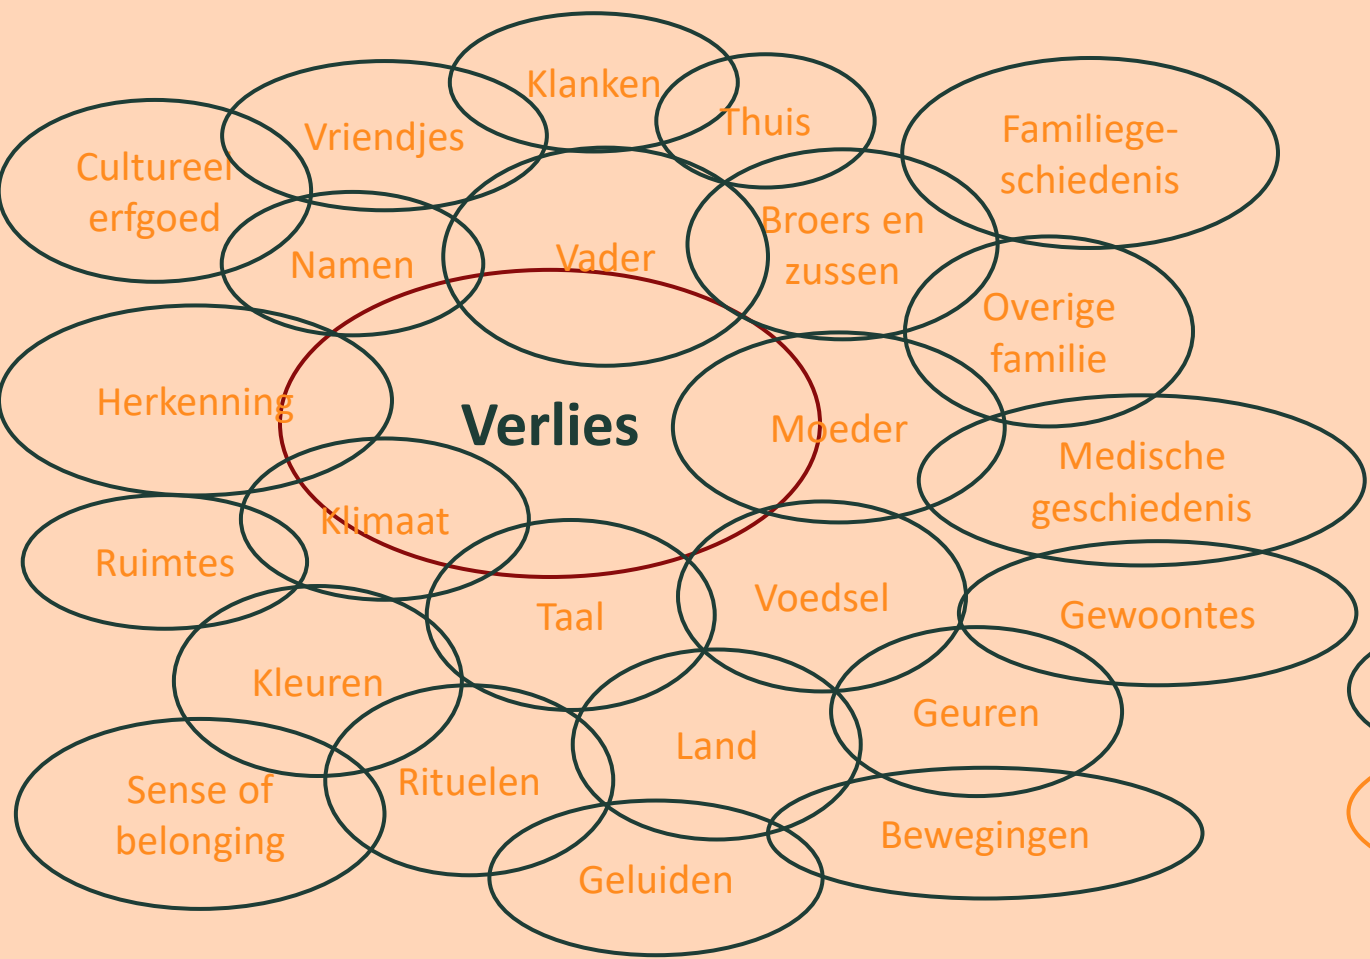 Klanken
Thuis
Vriendjes
Familiege-
schiedenis
Cultureel
erfgoed
Broers en
zussen
Namen
Vader
Overige
familie
Herkenning
Verlies
Moeder
Medische
geschiedenis
Klimaat
Ruimtes
Taal
Voedsel
Gewoontes
Kleuren
Geuren
Land
Sense of
belonging
Rituelen
Bewegingen
Geluiden